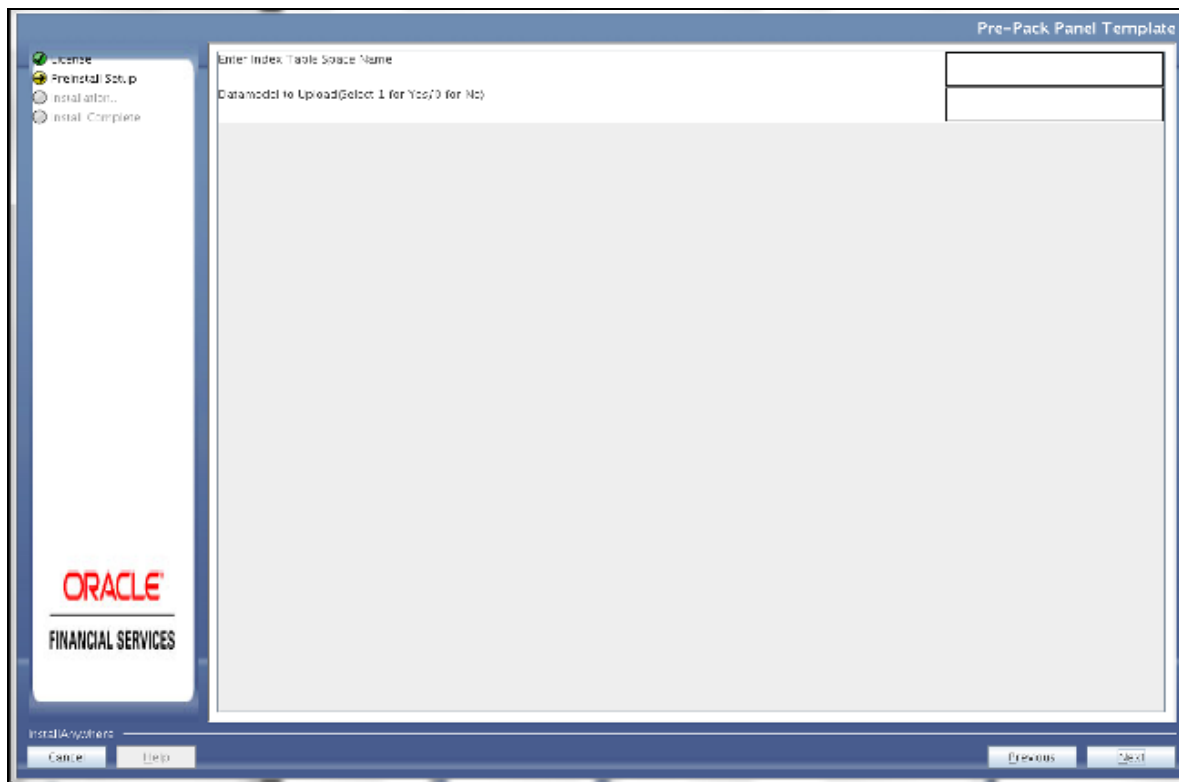 Pre-Pack Panel Template
License
Preinstall Setup
Installation...
Install Complete
Enter Index Table Space Name
Datamodel to Upload(Select 1 for Yes/0 for No)
ORACLE
FINANCIAL SERVICES
InstallAnywhere
Cancel
Help
Previous
Next